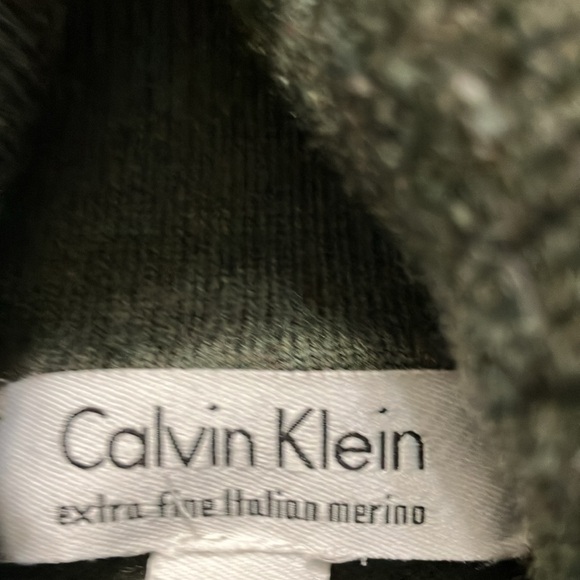 Calvin Klein
extra fine Italian merino